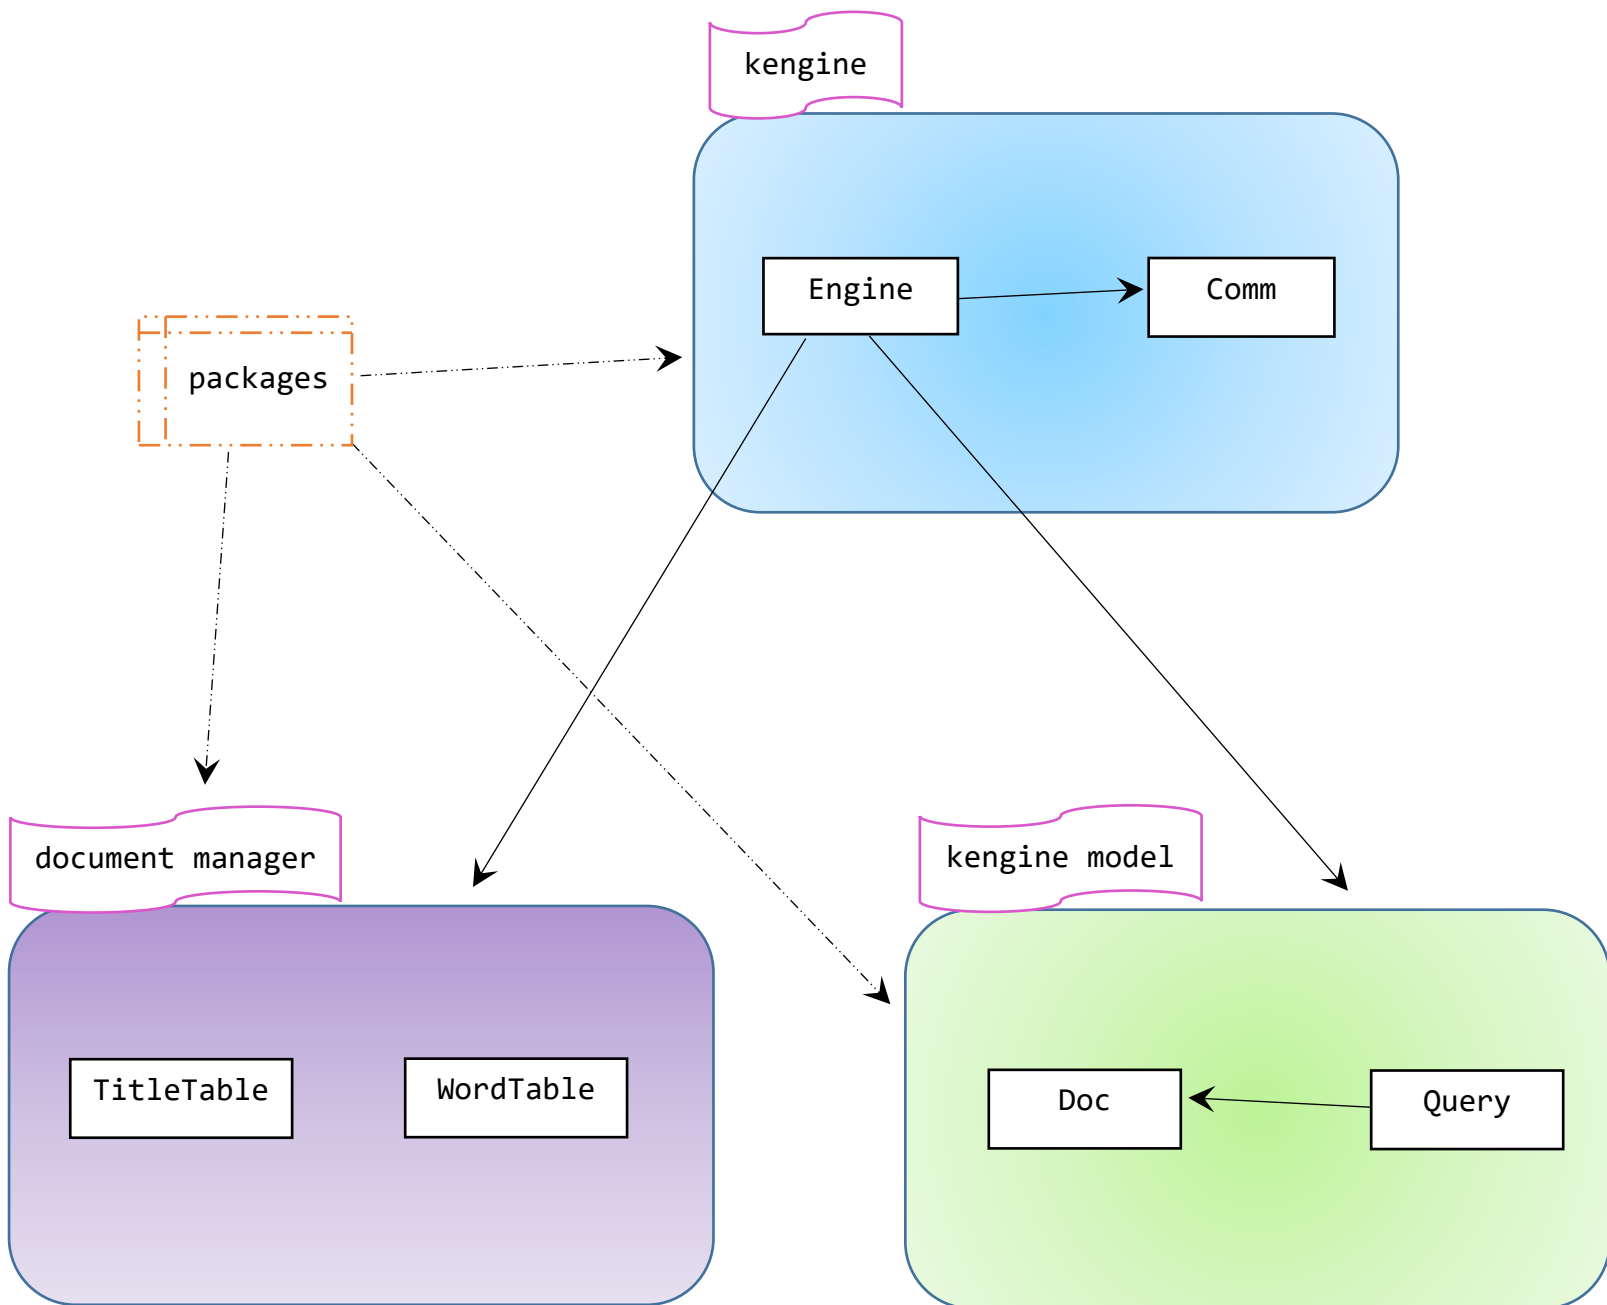 kengine
Engine
Comm
packages
document manager
kengine model
TitleTable
WordTable
Doc
Query